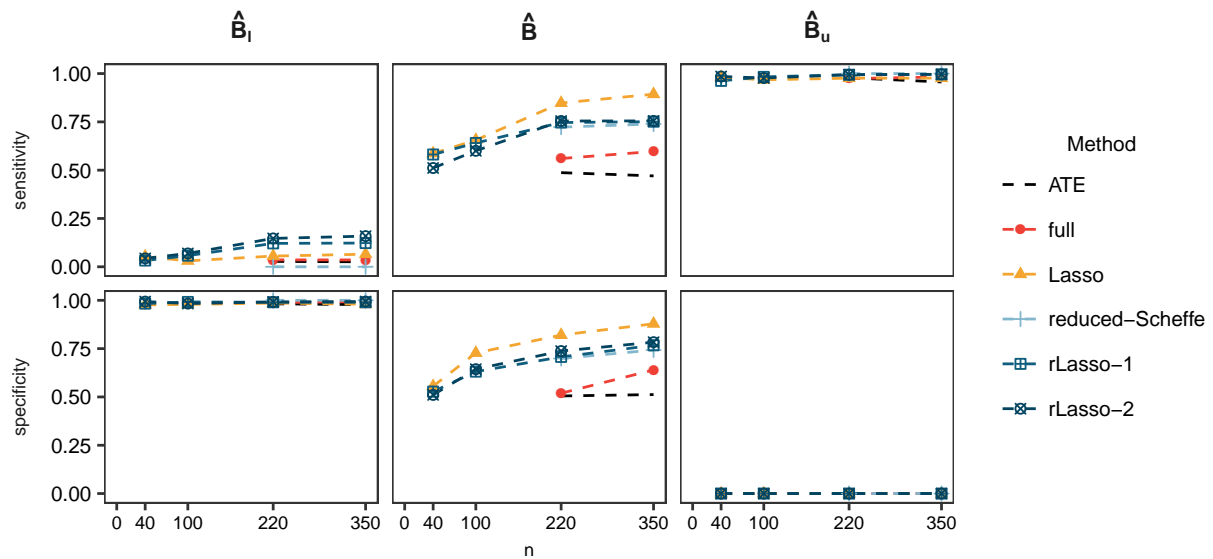 B̂l B̂ B̂u
sensitivity
1.00
0.75
0.50
0.25
0.00
specificity
1.00
0.75
0.50
0.25
0.00
0 40 100 220 350 0 40 100 220 350 0 40 100 220 350
n
Method
ATE
full
Lasso
reduced−Scheffe
rLasso−1
rLasso−2